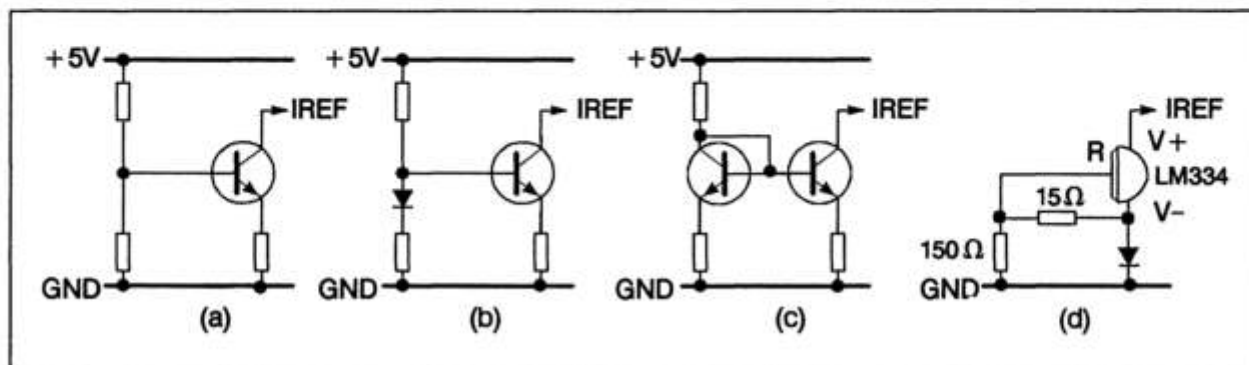 +5V
IREF
GND
(a)
+5V
IREF
GND
(b)
+5V
IREF
GND
(c)
IREF
V+
R
LM334
15Ω
V−
150Ω
GND
(d)